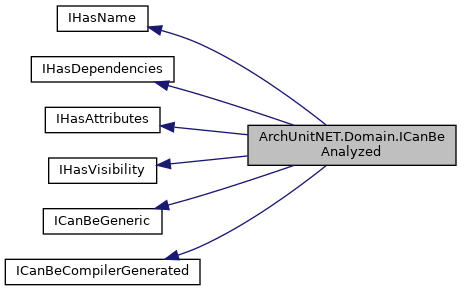 IHasName
IHasDependencies
IHasAttributes
IHasVisibility
ICanBeGeneric
ICanBeCompilerGenerated
ArchUnitNET.Domain.ICanBe
Analyzed